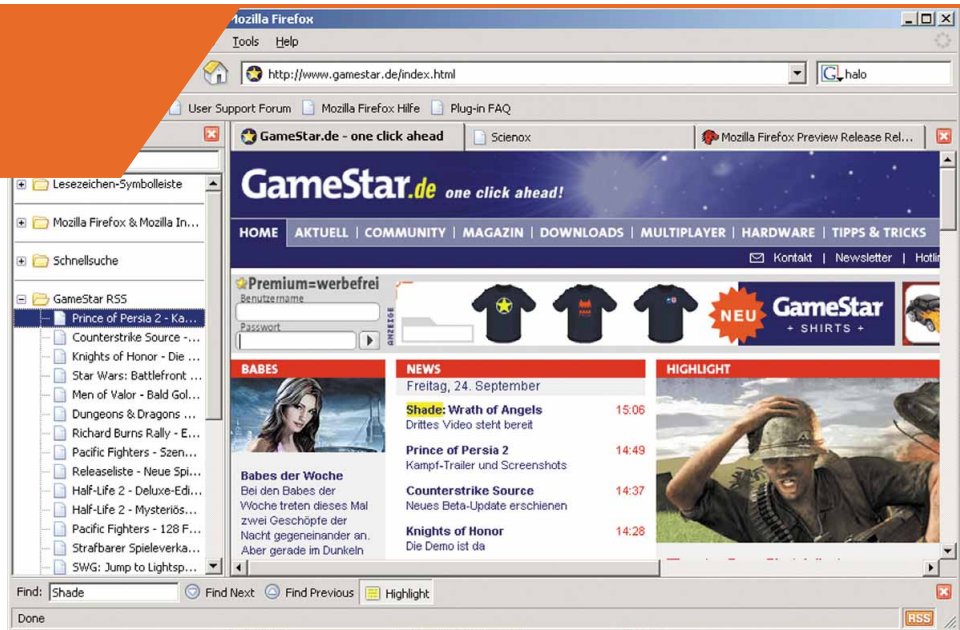 Mozilla Firefox
Tools Help
http://www.gamestar.de/index.html
G halo
User Support Forum Mozilla Firefox Hilfe Plug-in FAQ
GameStar.de - one click ahead Scienox Mozilla Firefox Preview Release Rel...
Lesezeichen-Symbolleiste
Mozilla Firefox & Mozilla In...
Schnellsuche
GameStar RSS
Prince of Persia 2 - Ka...
Counterstrike Source -...
Knights of Honor - Die ...
Star Wars: Battlefront ...
Men of Valor - Bald Gol...
Dungeons & Dragons ...
Richard Burns Rally - E...
Pacific Fighters - Szen...
Releaseliste - Neue Spi...
Half-Life 2 - Deluxe-Edi...
Half-Life 2 - Mysteriös...
Pacific Fighters - 128 F...
Strafbarer Spieleverka...
SWG: Jump to Lightsp...
GameStar.de one click ahead!
HOME AKTUELL | COMMUNITY | MAGAZIN | DOWNLOADS | MULTIPLAYER | HARDWARE | TIPPS & TRICKS
Kontakt | Newsletter | Hotlin
Premium=werbefrei
Benutzername
Passwort
ANZEIGE
NEU
GameStar
+ SHIRTS +
BABES
Babes der Woche
Bei den Babes der
Woche treten dieses Mal
zwei Geschöpfe der
Nacht gegeneinander an.
Aber gerade im Dunkeln
NEWS
Freitag, 24. September
Shade: Wrath of Angels 15:06
Drittes Video steht bereit
Prince of Persia 2 14:49
Kampf-Trailer und Screenshots
Counterstrike Source 14:37
Neues Beta-Update erschienen
Knights of Honor 14:28
Die Demo ist da
HIGHLIGHT
Find: Shade Find Next Find Previous Highlight
Done RSS